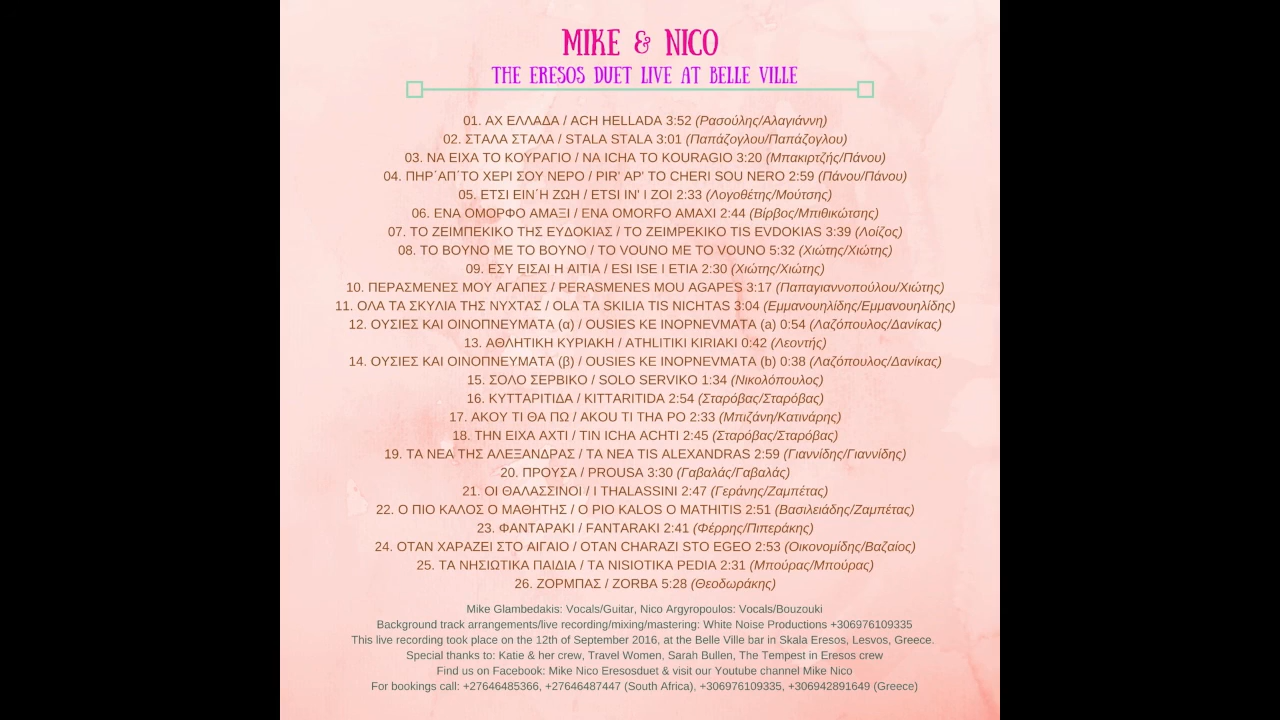 MIKE & NICO
THE ERESOS DUET LIVE AT BELLE VILLE
01. ΑΧ ΕΛΛΑΔΑ / ACH HELLADA 3:52 (Ρασούλης/Αλαγιάννη)
02. ΣΤΑΛΑ ΣΤΑΛΑ / STALA STALA 3:01 (Παπάζογλου/Παπάζογλου)
03. ΝΑ ΕΙΧΑ ΤΟ ΚΟΥΡΑΓΙΟ / NA ICHA TO KOURAGIO 3:20 (Μπακιρτζής/Πάνου)
04. ΠΗΡ΄ΑΠ΄ΤΟ ΧΕΡΙ ΣΟΥ ΝΕΡΟ / PIR' AP' TO CHERI SOU NERO 2:59 (Πάνου/Πάνου)
05. ΕΤΣΙ ΕΙΝ΄Η ΖΩΗ / ETSI IN' I ZOI 2:33 (Λογοθέτης/Μούτσης)
06. ΕΝΑ ΟΜΟΡΦΟ ΑΜΑΞΙ / ENA OMORFO AMAXI 2:44 (Βίρβος/Μπιθικώτσης)
07. ΤΟ ΖΕΙΜΠΕΚΙΚΟ ΤΗΣ ΕΥΔΟΚΙΑΣ / TO ZEIMPEKIKO TIS EVDOKIAS 3:39 (Λοίζος)
08. ΤΟ ΒΟΥΝΟ ΜΕ ΤΟ ΒΟΥΝΟ / TO VOUNO ME TO VOUNO 5:32 (Χιώτης/Χιώτης)
09. ΕΣΥ ΕΙΣΑΙ Η ΑΙΤΙΑ / ESI ISE I ETIA 2:30 (Χιώτης/Χιώτης)
10. ΠΕΡΑΣΜΕΝΕΣ ΜΟΥ ΑΓΑΠΕΣ / PERASMENES MOU AGAPES 3:17 (Παπαγιαννοπούλου/Χιώτης)
11. ΟΛΑ ΤΑ ΣΚΥΛΙΑ ΤΗΣ ΝΥΧΤΑΣ / OLA TA SKILIA TIS NICHTAS 3:04 (Εμμανουηλίδης/Εμμανουηλίδης)
12. ΟΥΣΙΕΣ ΚΑΙ ΟΙΝΟΠΝΕΥΜΑΤΑ (α) / OUSIES KE INOPNEVMATA (a) 0:54 (Λαζόπουλος/Δανίκας)
13. ΑΘΛΗΤΙΚΗ ΚΥΡΙΑΚΗ / ATHLITIKI KIRIAKI 0:42 (Λεοντής)
14. ΟΥΣΙΕΣ ΚΑΙ ΟΙΝΟΠΝΕΥΜΑΤΑ (β) / OUSIES KE INOPNEVMATA (b) 0:38 (Λαζόπουλος/Δανίκας)
15. ΣΟΛΟ ΣΕΡΒΙΚΟ / SOLO SERVIKO 1:34 (Νικολόπουλος)
16. ΚΥΤΤΑΡΙΤΙΔΑ / KITTARITIDA 2:54 (Σταρόβας/Σταρόβας)
17. ΑΚΟΥ ΤΙ ΘΑ ΠΩ / AKOU TI THA PO 2:33 (Μπιζάνη/Κατινάρης)
18. ΤΗΝ ΕΙΧΑ ΑΧΤΙ / TIN ICHA ACHTI 2:45 (Σταρόβας/Σταρόβας)
19. ΤΑ ΝΕΑ ΤΗΣ ΑΛΕΞΑΝΔΡΑΣ / TA NEA TIS ALEXANDRAS 2:59 (Γιαννίδης/Γιαννίδης)
20. ΠΡΟΥΣΑ / PROUSA 3:30 (Γαβαλάς/Γαβαλάς)
21. ΟΙ ΘΑΛΑΣΣΙΝΟΙ / I THALASSINI 2:47 (Γεράνης/Ζαμπέτας)
22. Ο ΠΙΟ ΚΑΛΟΣ Ο ΜΑΘΗΤΗΣ / O PIO KALOS O MATHITIS 2:51 (Βασιλειάδης/Ζαμπέτας)
23. ΦΑΝΤΑΡΑΚΙ / FANTARAKI 2:41 (Φέρρης/Πιπεράκης)
24. ΟΤΑΝ ΧΑΡΑΖΕΙ ΣΤΟ ΑΙΓΑΙΟ / OTAN CHARAZI STO EGEO 2:53 (Οικονομίδης/Βαζαίος)
25. ΤΑ ΝΗΣΙΩΤΙΚΑ ΠΑΙΔΙΑ / TA NISIOTIKA PEDIA 2:31 (Μπούρας/Μπούρας)
26. ΖΟΡΜΠΑΣ / ZORBA 5:28 (Θεοδωράκης)
Mike Glambedakis: Vocals/Guitar, Nico Argyropoulos: Vocals/Bouzouki
Background track arrangements/live recording/mixing/mastering: White Noise Productions +306976109335
This live recording took place on the 12th of September 2016, at the Belle Ville bar in Skala Eresos, Lesvos, Greece.
Special thanks to: Katie & her crew, Travel Women, Sarah Bullen, The Tempest in Eresos crew
Find us on Facebook: Mike Nico Eresosduet & visit our Youtube channel Mike Nico
For bookings call: +27646485366, +27646487447 (South Africa), +306976109335, +306942891649 (Greece)